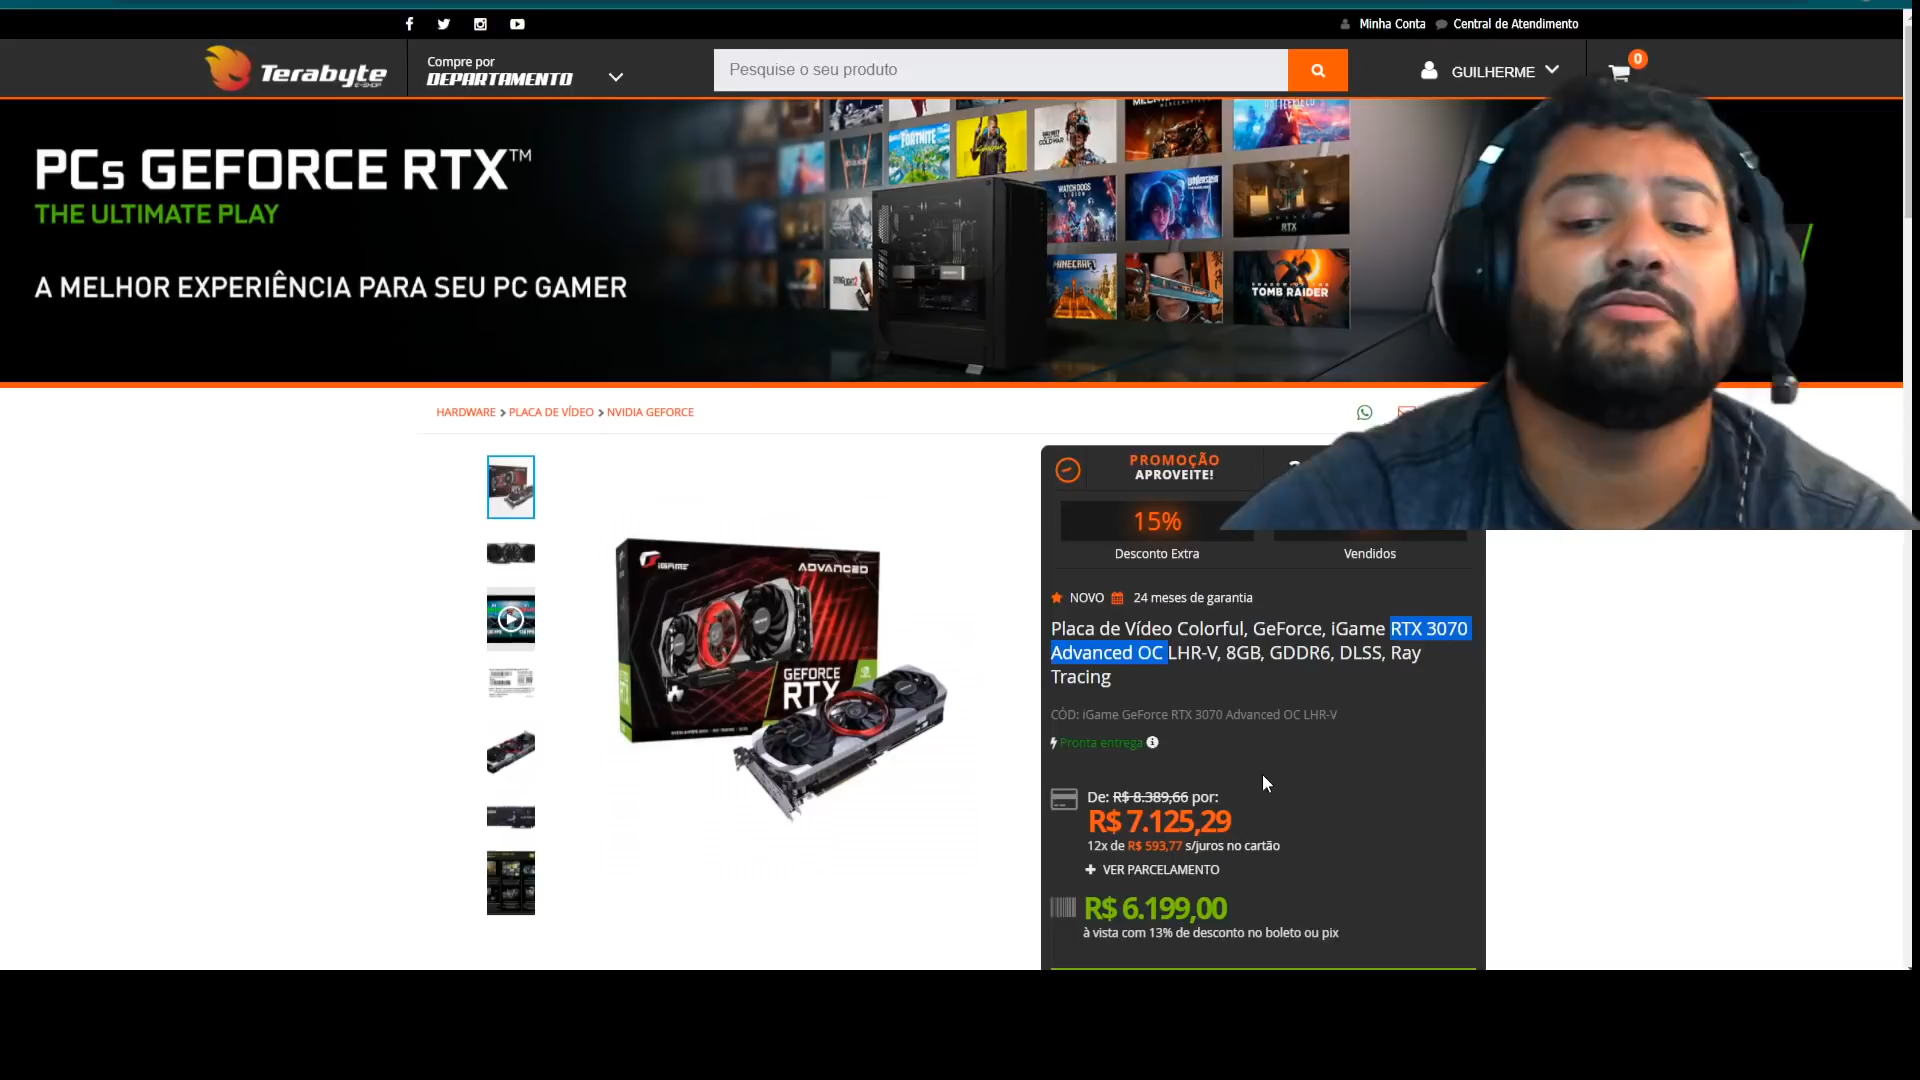 Minha Conta
Central de Atendimento
Terabyte
E-SHOP
Compre por
DEPARTAMENTO
Pesquise o seu produto
GUILHERME
0
PCs GEFORCE RTX™
THE ULTIMATE PLAY
A MELHOR EXPERIÊNCIA PARA SEU PC GAMER
FORTNITE
WATCH DOGS
LEGION
MINECRAFT
RTX
SHADOW OF THE
TOMB RAIDER
HARDWARE > PLACA DE VÍDEO > NVIDIA GEFORCE
PROMOÇÃO
APROVEITE!
15%
Desconto Extra
Vendidos
iGAME
ADVANCED
GEFORCE
RTX
NOVO
24 meses de garantia
Placa de Vídeo Colorful, GeForce, iGame RTX 3070
Advanced OC LHR-V, 8GB, GDDR6, DLSS, Ray
Tracing
CÓD: iGame GeForce RTX 3070 Advanced OC LHR-V
Pronta entrega
De: R$ 8.389,66 por:
R$ 7.125,29
12x de R$ 593,77 s/juros no cartão
+ VER PARCELAMENTO
R$ 6.199,00
à vista com 13% de desconto no boleto ou pix